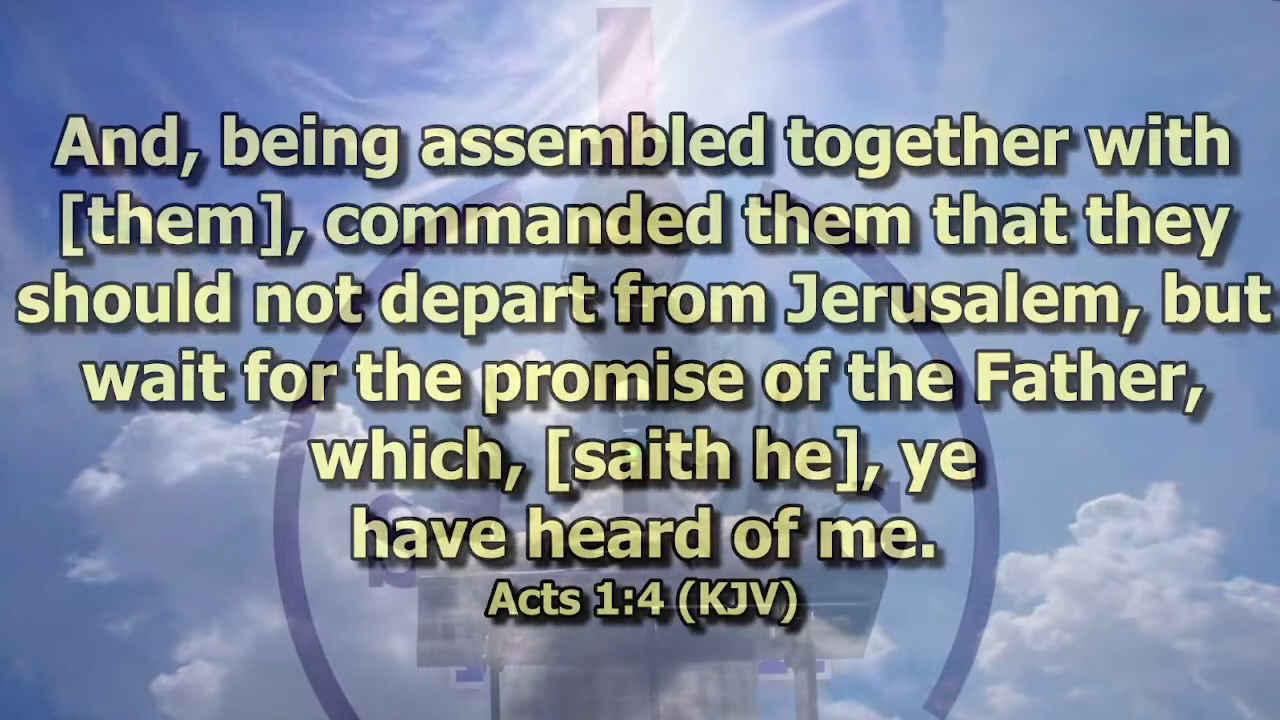 And, being assembled together with
[them], commanded them that they
should not depart from Jerusalem, but
wait for the promise of the Father,
which, [saith he], ye
have heard of me.
Acts 1:4 (KJV)